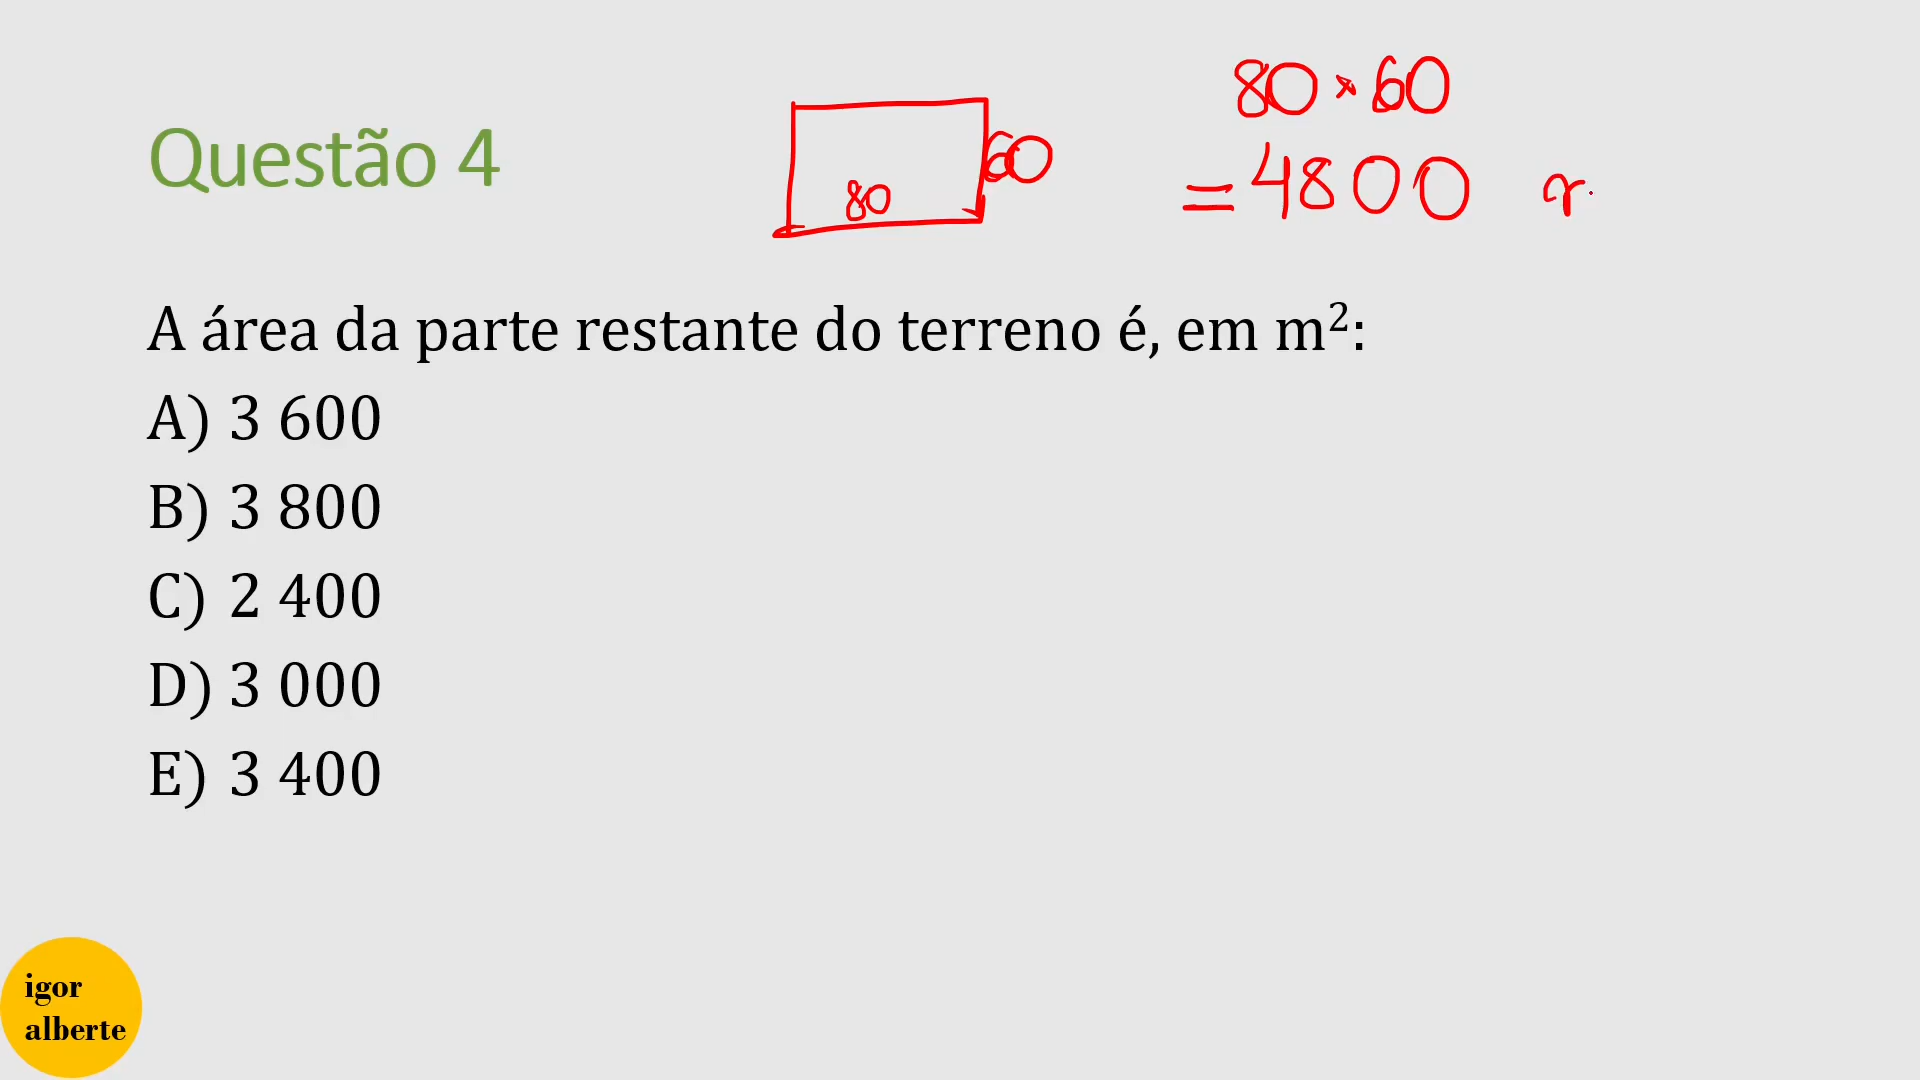 80 × 60
= 4800
Questão 4
60
80
A área da parte restante do terreno é, em m²:
A) 3 600
B) 3 800
C) 2 400
D) 3 000
E) 3 400
igor
alberte